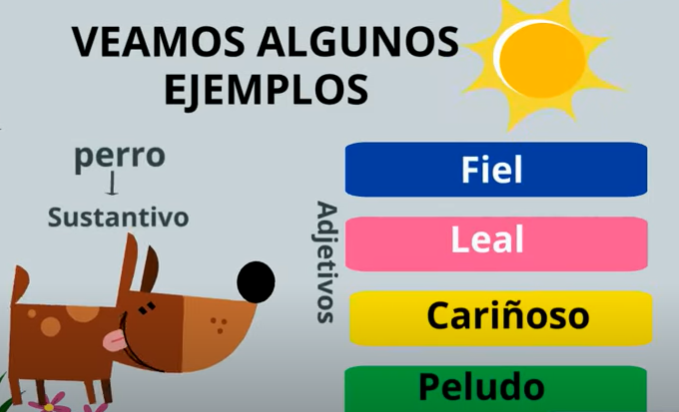 VEAMOS ALGUNOS
EJEMPLOS
perro
Sustantivo
Adjetivos
Fiel
Leal
Cariñoso
Peludo